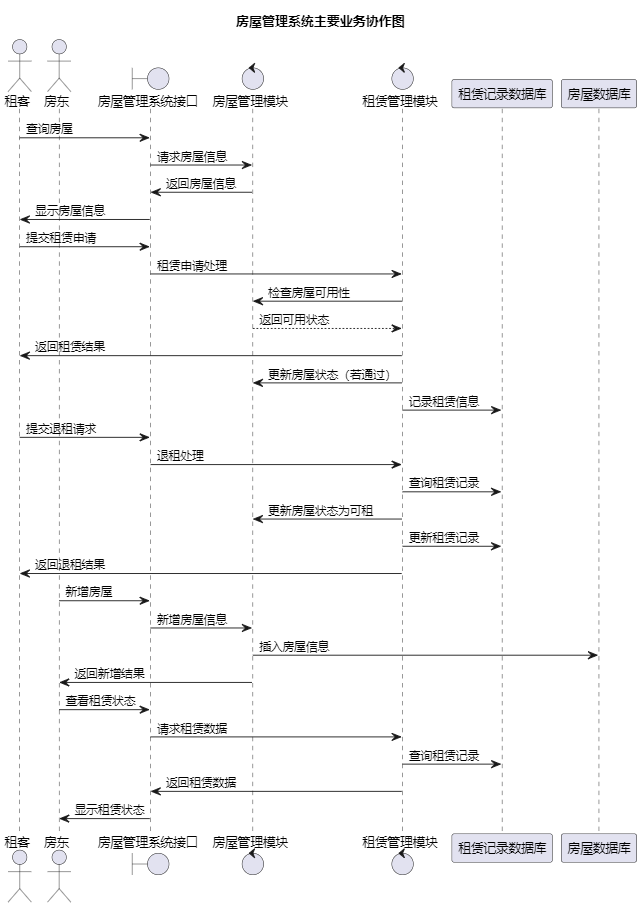 房屋管理系统主要业务协作图
租客 房东 房屋管理系统接口 房屋管理模块 租赁管理模块 租赁记录数据库 房屋数据库
查询房屋
请求房屋信息
返回房屋信息
显示房屋信息
提交租赁申请
租赁申请处理
检查房屋可用性
返回可用状态
返回租赁结果
更新房屋状态（若通过）
记录租赁信息
提交退租请求
退租处理
查询租赁记录
更新房屋状态为可租
更新租赁记录
返回退租结果
新增房屋
新增房屋信息
插入房屋信息
返回新增结果
查看租赁状态
请求租赁数据
查询租赁记录
返回租赁数据
显示租赁状态
租客 房东 房屋管理系统接口 房屋管理模块 租赁管理模块 租赁记录数据库 房屋数据库